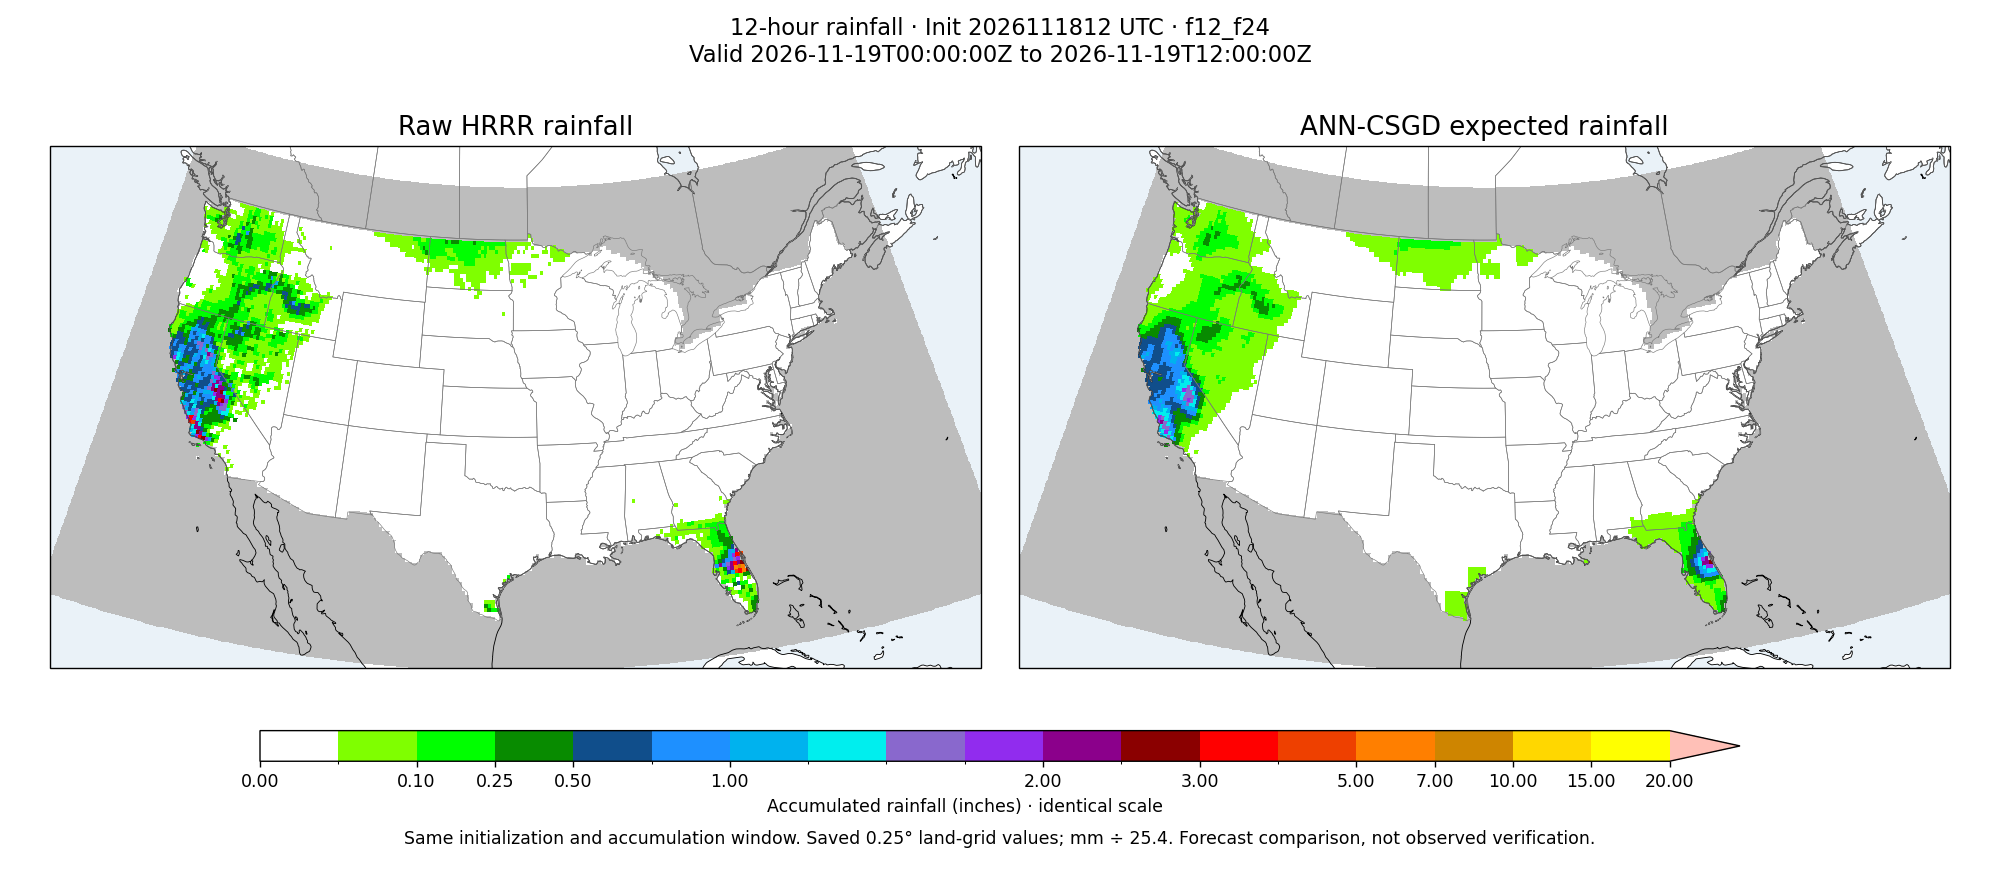 12-hour rainfall · Init 2026111812 UTC · f12_f24
Valid 2026-11-19T00:00:00Z to 2026-11-19T12:00:00Z
Raw HRRR rainfall
ANN-CSGD expected rainfall
0.00 0.10 0.25 0.50 1.00 2.00 3.00 5.00 7.00 10.00 15.00 20.00
Accumulated rainfall (inches) · identical scale
Same initialization and accumulation window. Saved 0.25° land-grid values; mm ÷ 25.4. Forecast comparison, not observed verification.